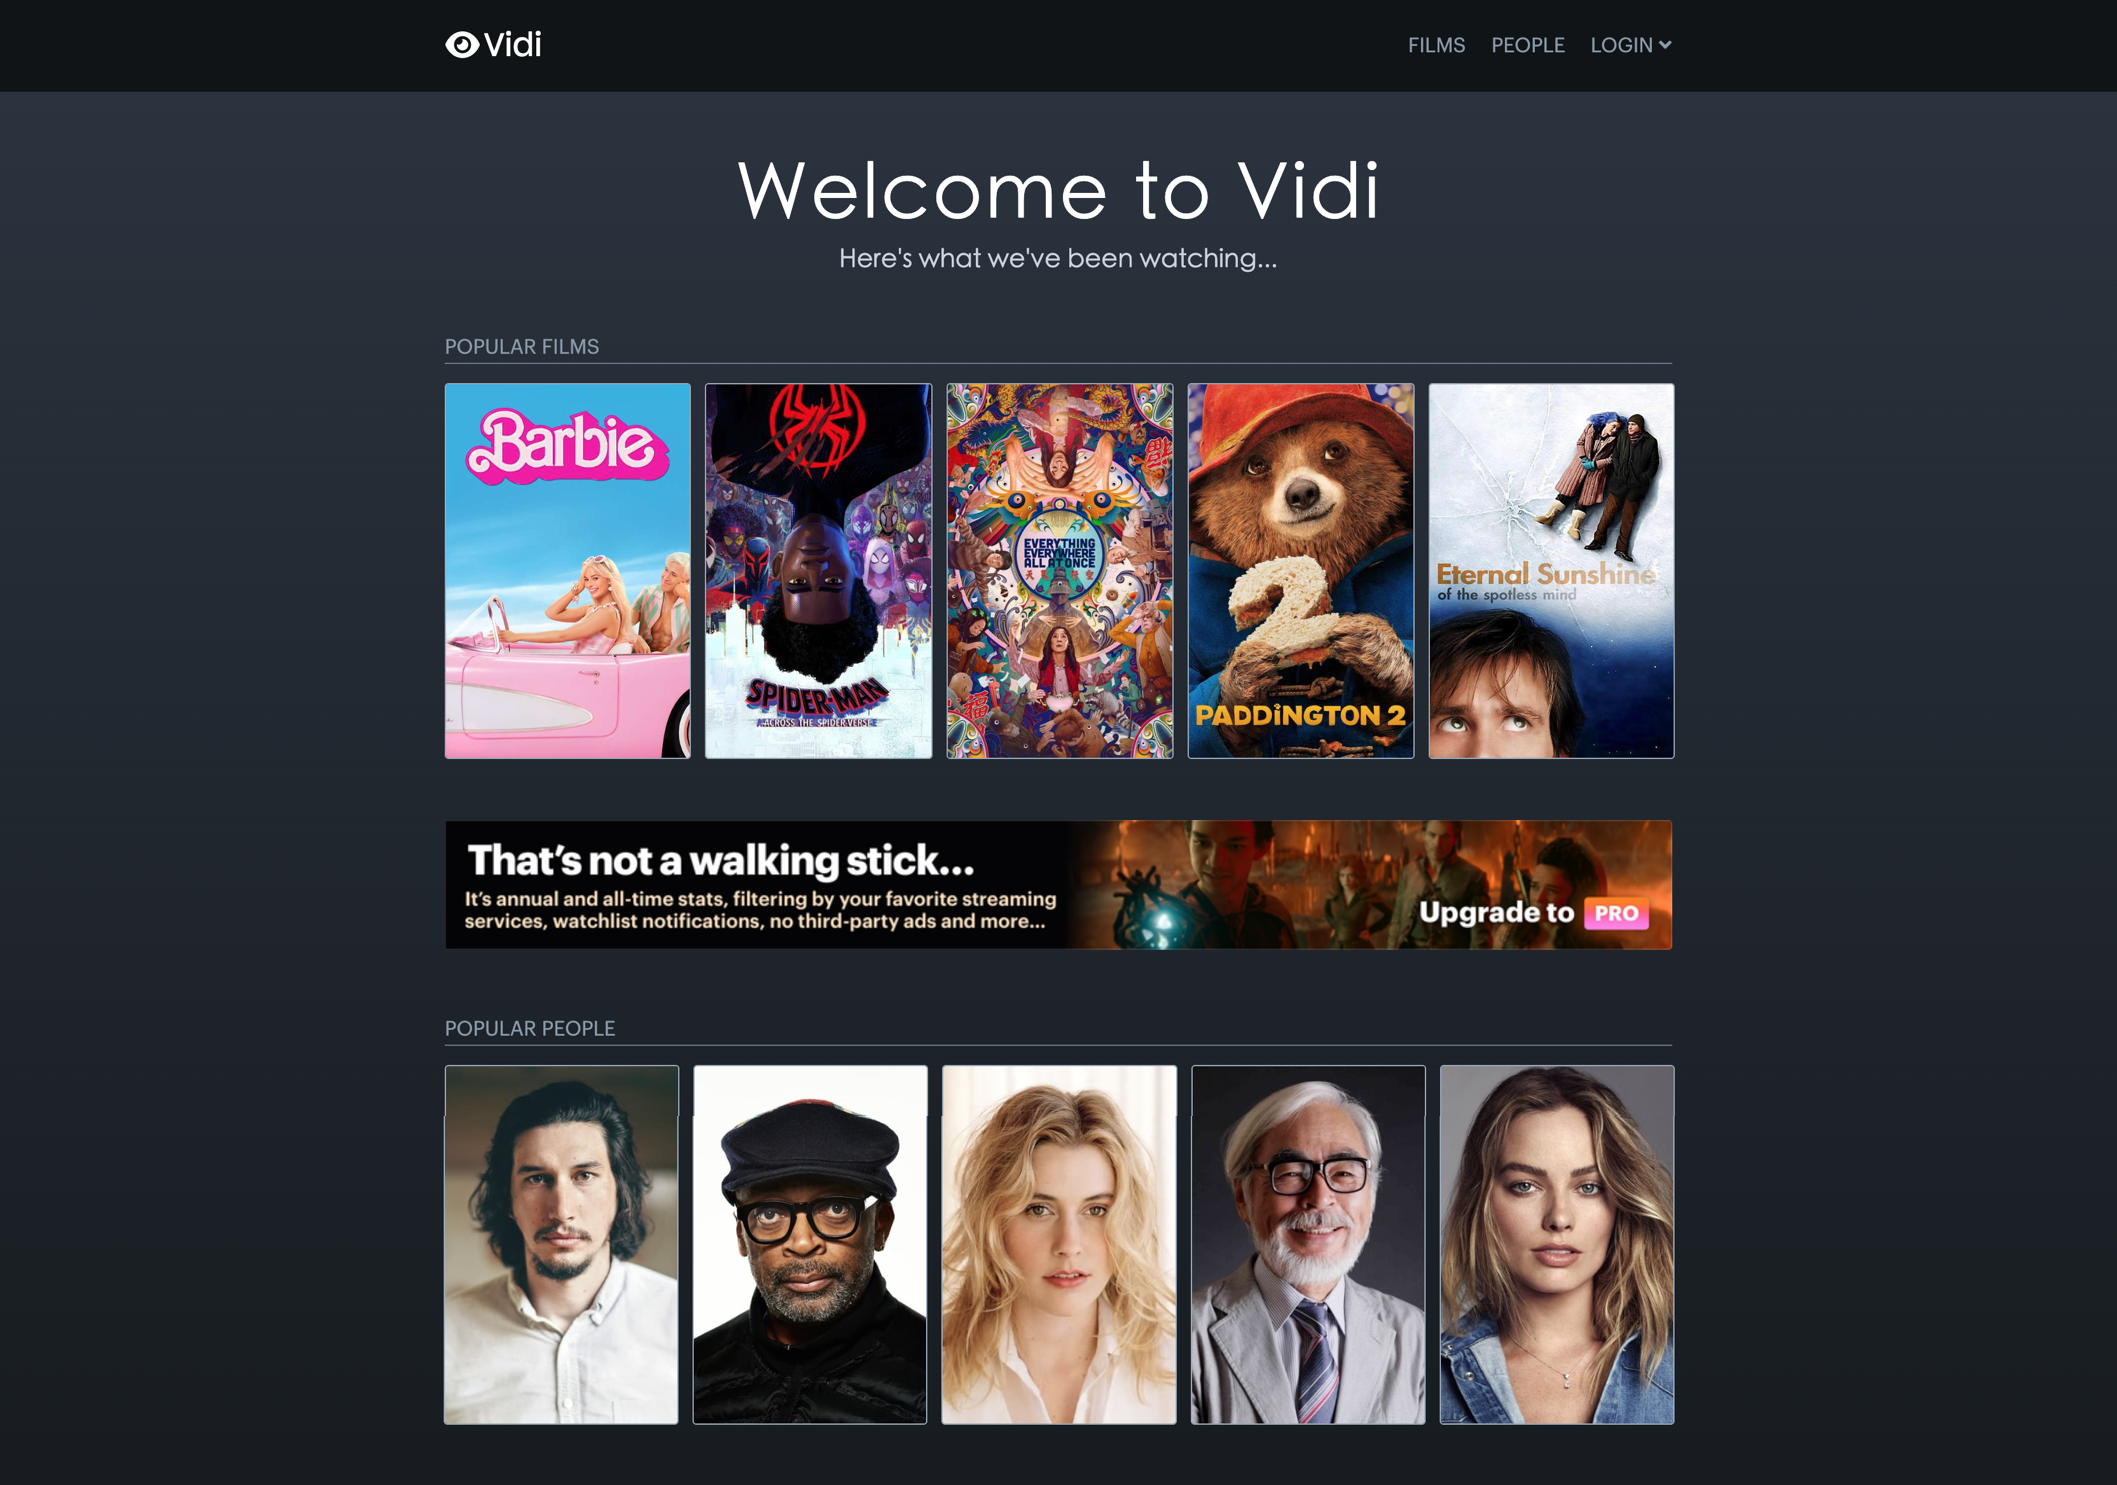 Vidi
FILMS PEOPLE LOGIN
Welcome to Vidi
Here's what we've been watching...
POPULAR FILMS
Barbie
SPIDER-MAN
ACROSS THE SPIDER-VERSE
EVERYTHING
EVERYWHERE
ALL AT ONCE
福
2
PADDiNGTON 2
Eternal Sunshine
of the spotless mind
That's not a walking stick...
It's annual and all-time stats, filtering by your favorite streaming
services, watchlist notifications, no third-party ads and more...
Upgrade to PRO
POPULAR PEOPLE